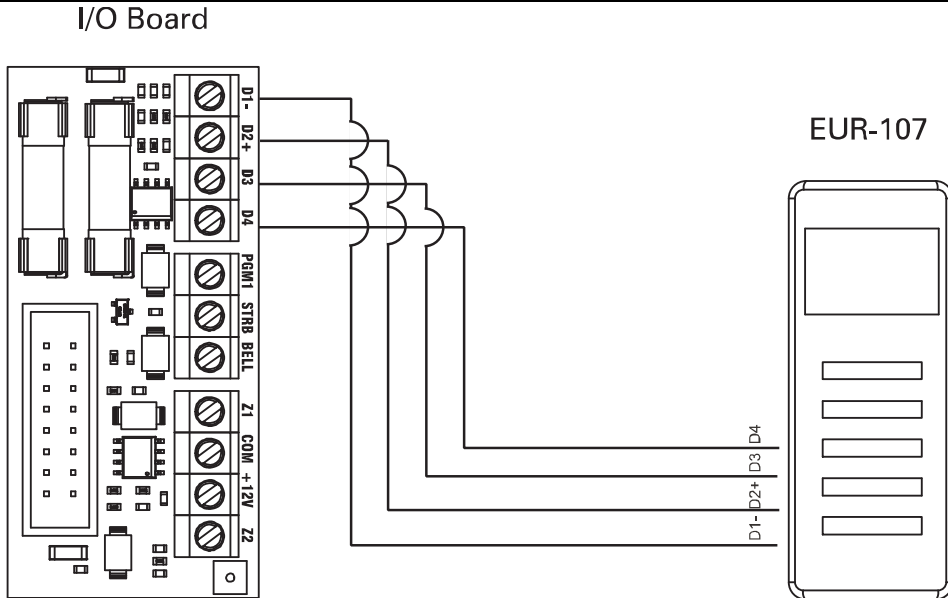 I/O Board
EUR-107
D1-
D2+
D3
D4
PGM1
STRB
BELL
Z1
COM
+12V
Z2
D4
D3
D2+
D1-